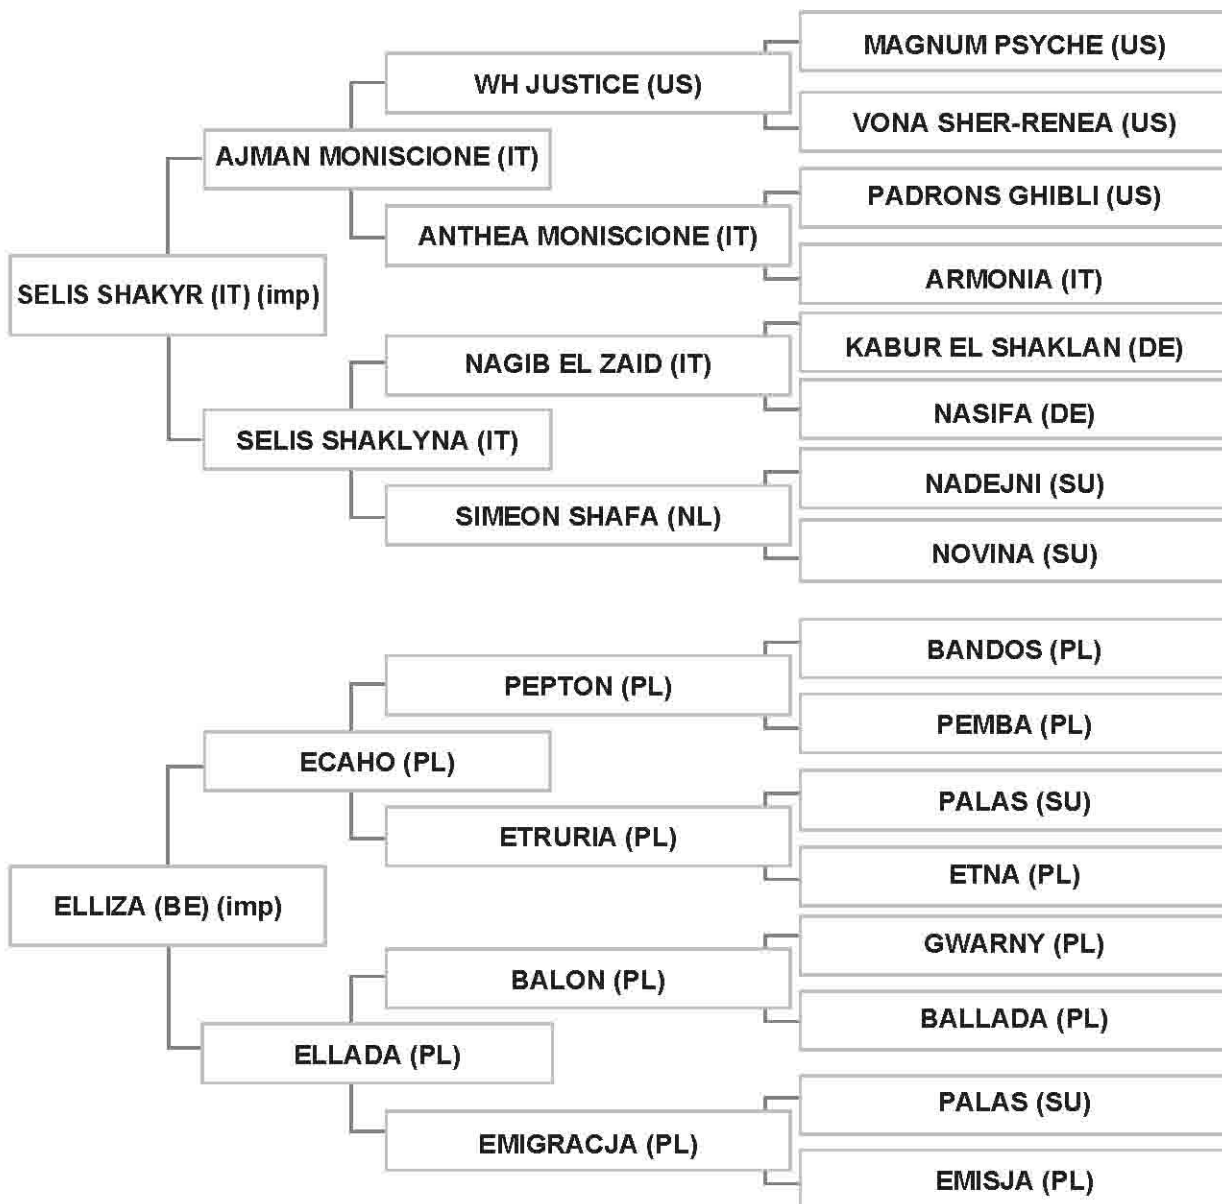 MAGNUM PSYCHE (US)
WH JUSTICE (US)
VONA SHER-RENEA (US)
AJMAN MONISCIONE (IT)
PADRONS GHIBLI (US)
ANTHEA MONISCIONE (IT)
ARMONIA (IT)
SELIS SHAKYR (IT) (imp)
KABUR EL SHAKLAN (DE)
NAGIB EL ZAID (IT)
NASIFA (DE)
SELIS SHAKLYNA (IT)
NADEJNI (SU)
SIMEON SHAFA (NL)
NOVINA (SU)
BANDOS (PL)
PEPTON (PL)
PEMBA (PL)
ECAHO (PL)
PALAS (SU)
ETRURIA (PL)
ETNA (PL)
ELLIZA (BE) (imp)
GWARNY (PL)
BALON (PL)
BALLADA (PL)
ELLADA (PL)
PALAS (SU)
EMIGRACJA (PL)
EMISJA (PL)